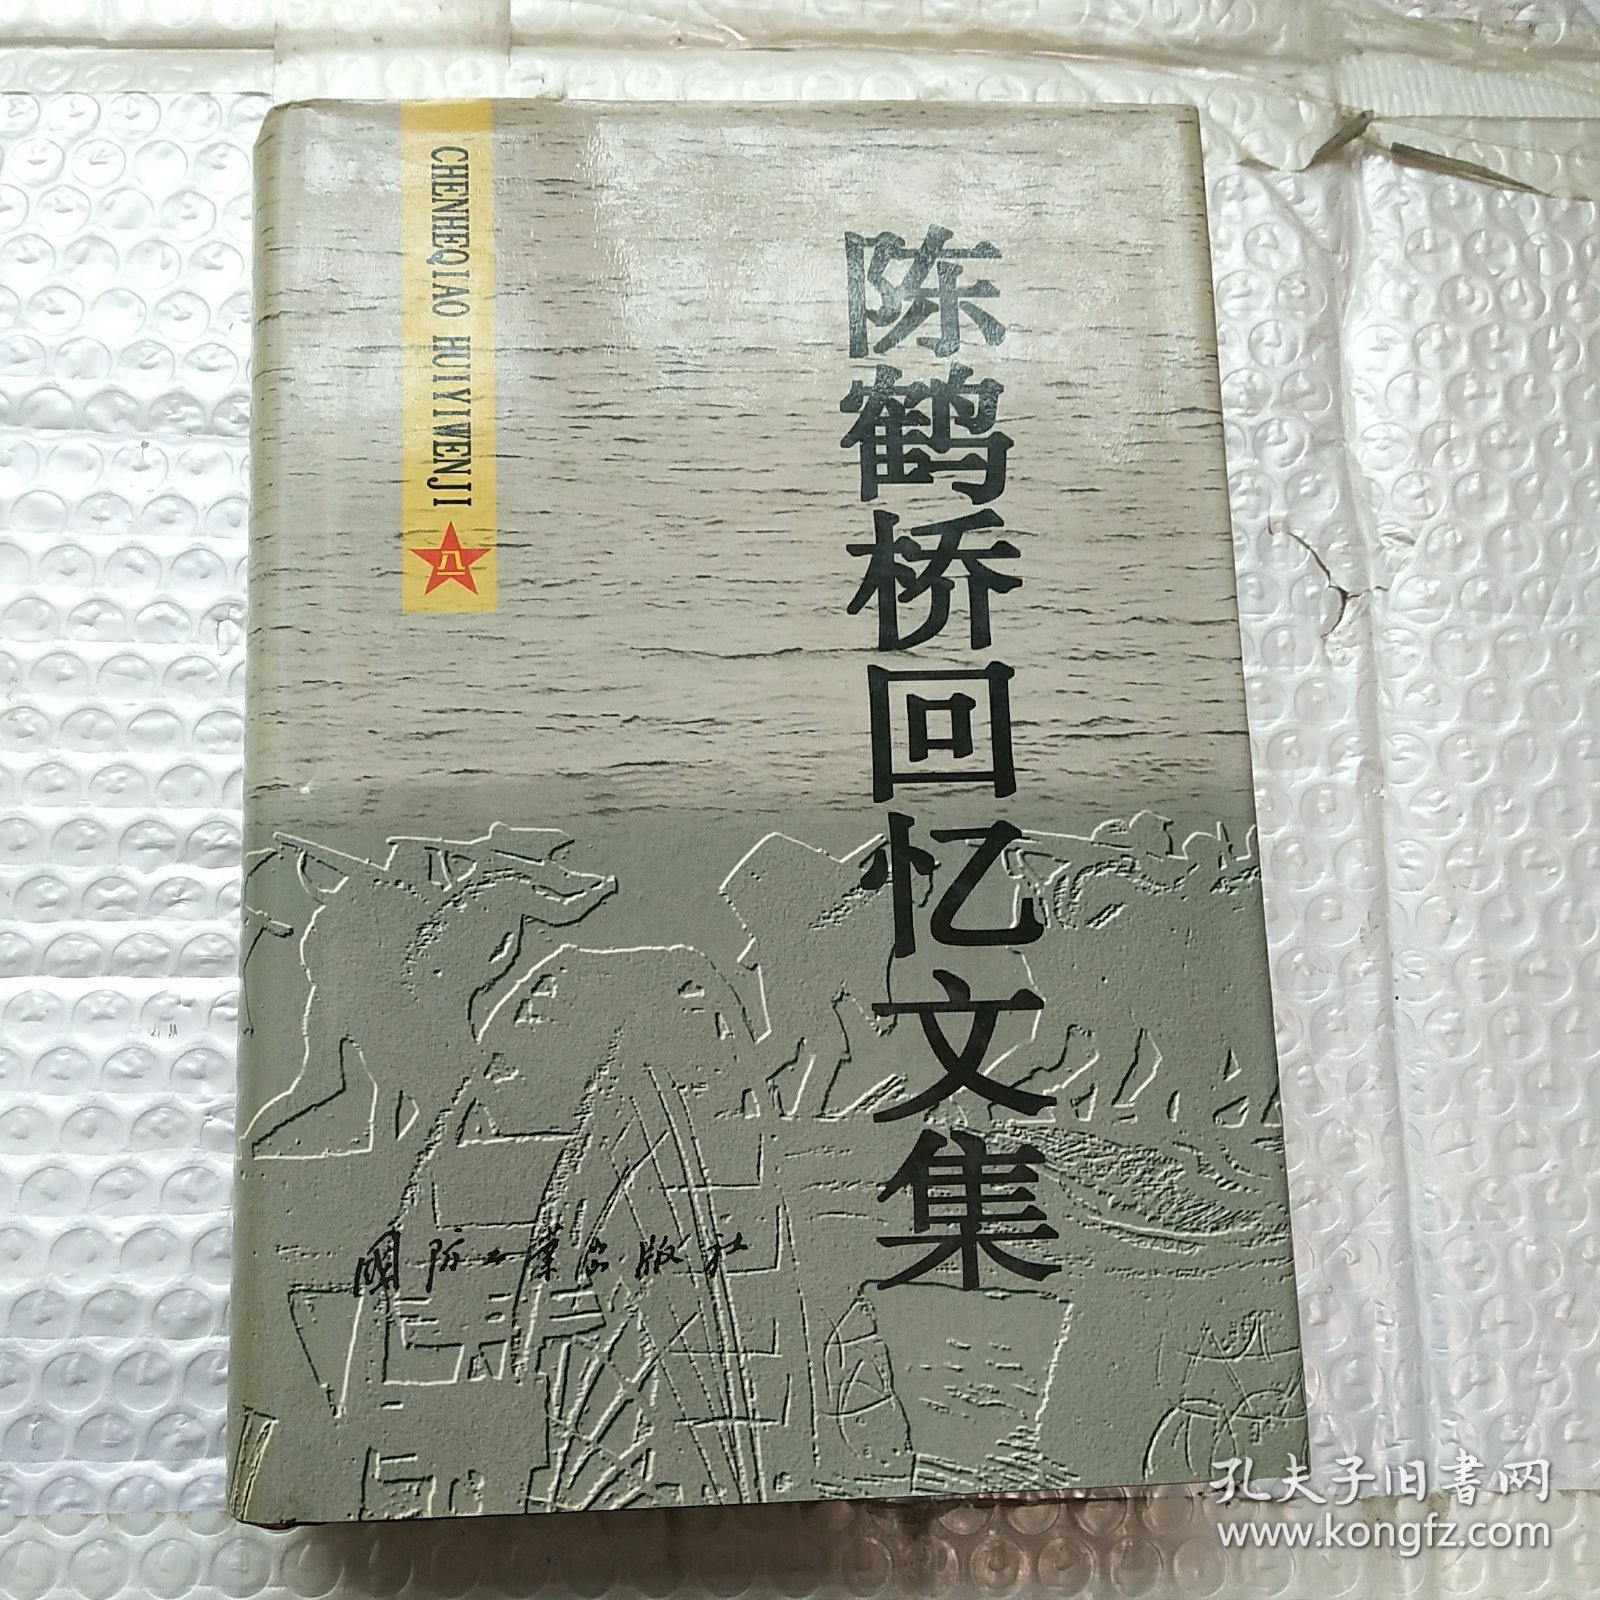 陈鹤桥回忆文集
CHENHEQIAO HUIYIWENJI
八一
国防工业出版社
孔夫子旧书网
www.kongfz.com